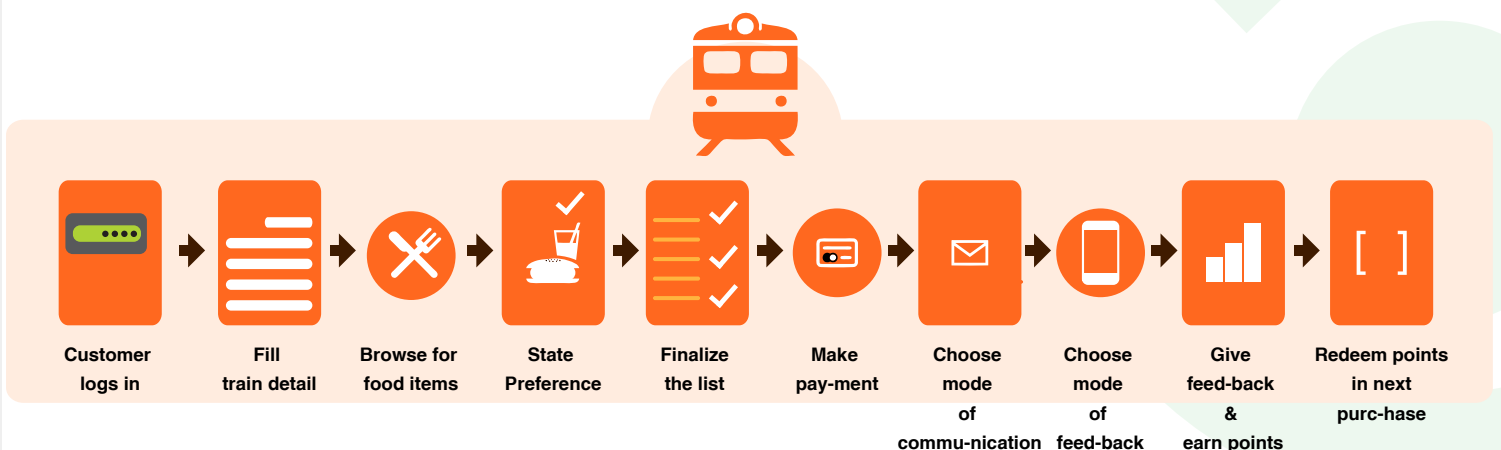 Customer
logs in
Fill
train detail
Browse for
food items
State
Preference
Finalize
the list
Make
pay-ment
Choose
mode
of
commu-nication
Choose
mode
of
feed-back
Give
feed-back
&
earn points
Redeem points
in next
purc-hase